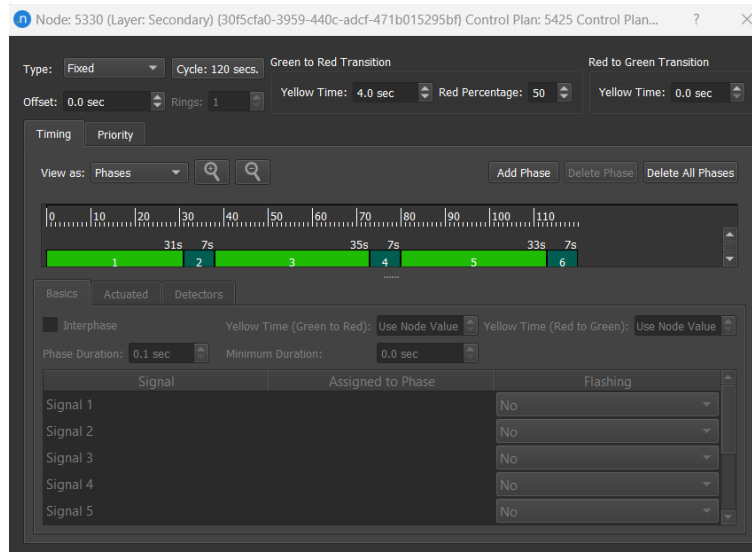 Node: 5330 (Layer: Secondary) {30f5cfa0-3959-440c-adcf-471b015295bf} Control Plan: 5425 Control Plan... ?
Green to Red Transition Red to Green Transition
Type: Fixed Cycle: 120 secs.
Yellow Time: 4.0 sec Red Percentage: 50 Yellow Time: 0.0 sec
Offset: 0.0 sec Rings: 1
Timing Priority
View as: Phases Add Phase Delete Phase Delete All Phases
0 10 20 30 40 50 60 70 80 90 100 110
31s 7s 35s 7s 33s 7s
1 2 3 4 5 6
Basics Actuated Detectors
Interphase Yellow Time (Green to Red): Use Node Value Yellow Time (Red to Green): Use Node Value
Phase Duration: 0.1 sec Minimum Duration: 0.0 sec
Signal Assigned to Phase Flashing
Signal 1 No
Signal 2 No
Signal 3 No
Signal 4 No
Signal 5 No